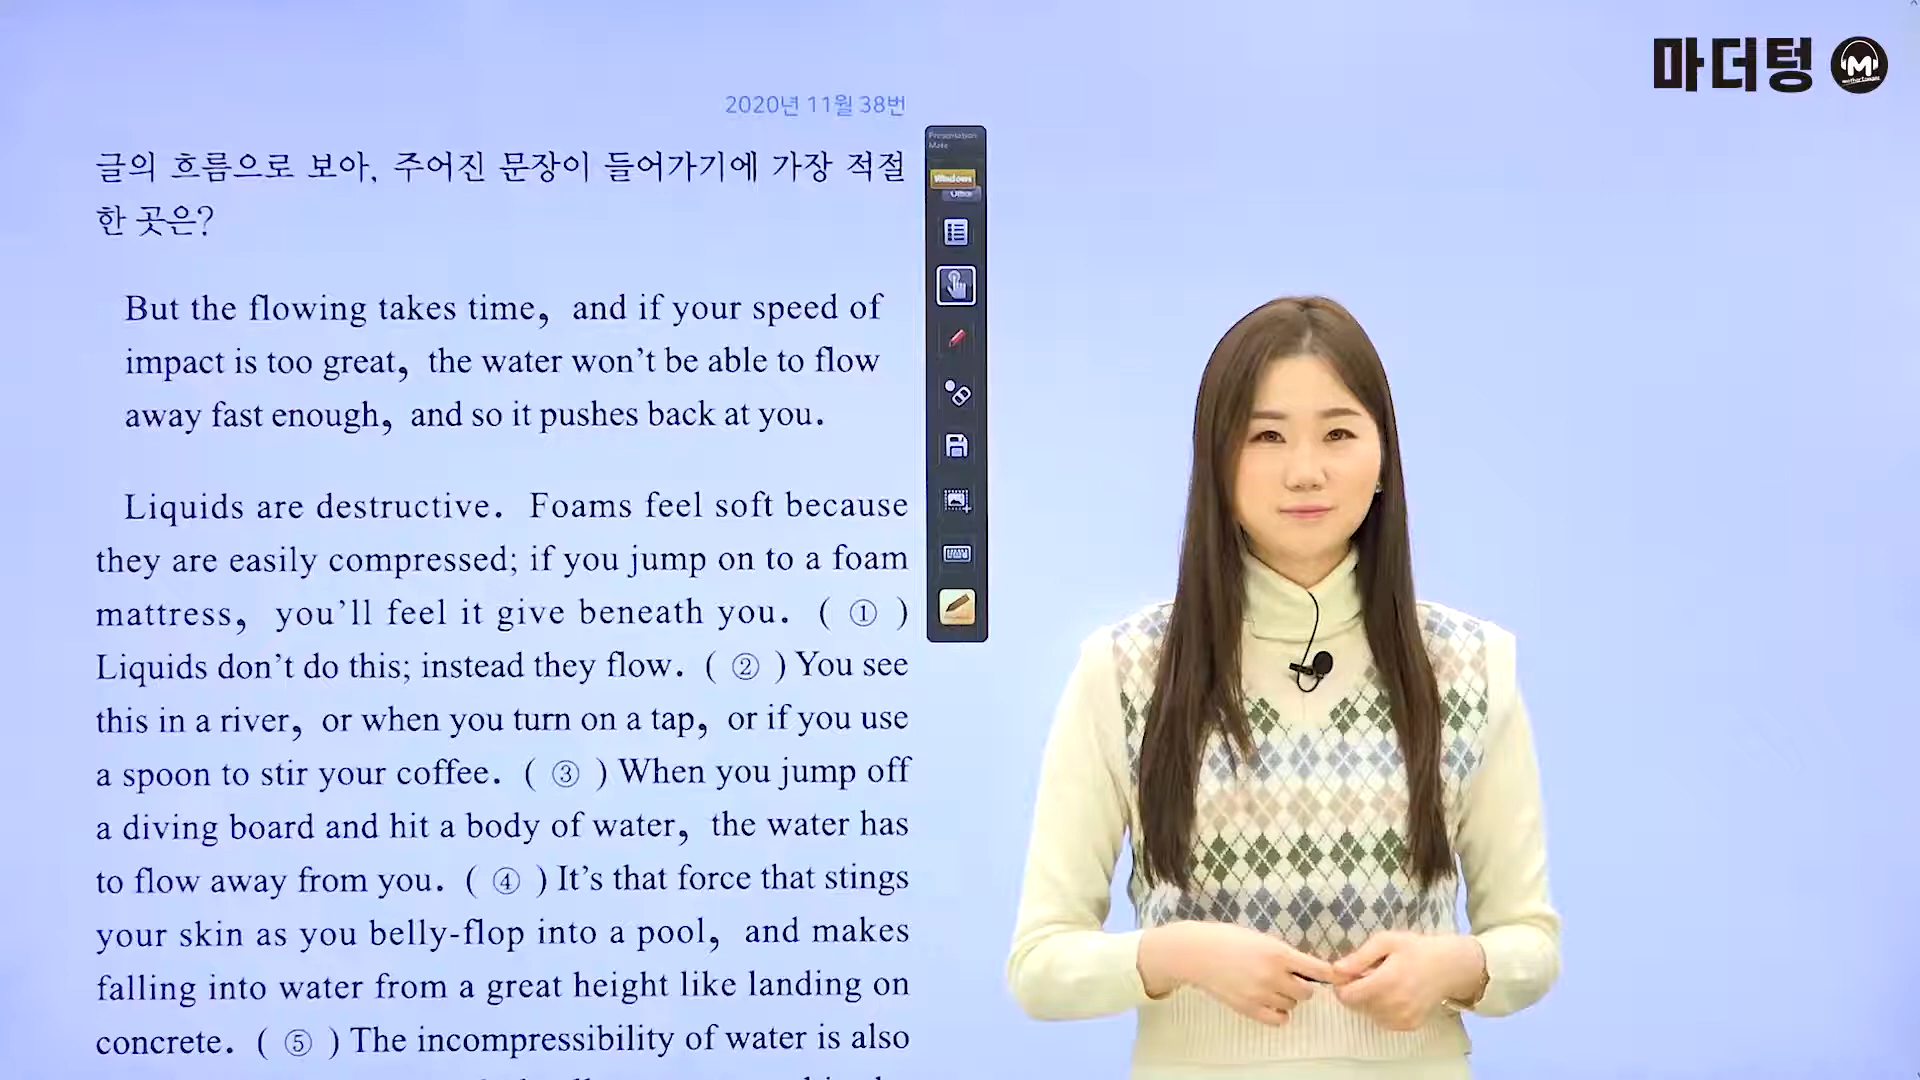 마더텅
M
2020년 11월 38번
Presentation
Mate
Windows
Office
글의 흐름으로 보아, 주어진 문장이 들어가기에 가장 적절
한 곳은?
But the flowing takes time, and if your speed of
impact is too great, the water won’t be able to flow
away fast enough, and so it pushes back at you.
Liquids are destructive. Foams feel soft because
they are easily compressed; if you jump on to a foam
mattress, you’ll feel it give beneath you. ( ① )
Liquids don’t do this; instead they flow. ( ② ) You see
this in a river, or when you turn on a tap, or if you use
a spoon to stir your coffee. ( ③ ) When you jump off
a diving board and hit a body of water, the water has
to flow away from you. ( ④ ) It’s that force that stings
your skin as you belly-flop into a pool, and makes
falling into water from a great height like landing on
concrete. ( ⑤ ) The incompressibility of water is also